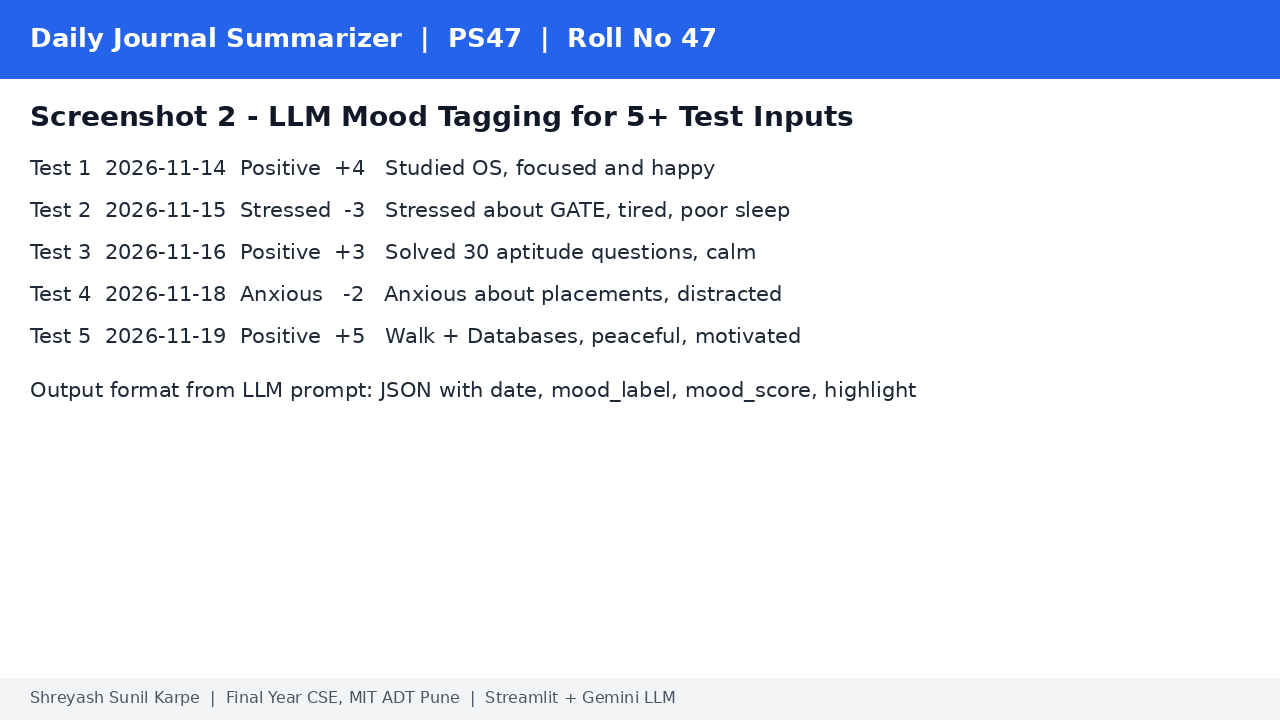 Daily Journal Summarizer | PS47 | Roll No 47
Screenshot 2 - LLM Mood Tagging for 5+ Test Inputs
Test 1 2026-11-14 Positive +4 Studied OS, focused and happy
Test 2 2026-11-15 Stressed -3 Stressed about GATE, tired, poor sleep
Test 3 2026-11-16 Positive +3 Solved 30 aptitude questions, calm
Test 4 2026-11-18 Anxious -2 Anxious about placements, distracted
Test 5 2026-11-19 Positive +5 Walk + Databases, peaceful, motivated
Output format from LLM prompt: JSON with date, mood_label, mood_score, highlight
Shreyash Sunil Karpe | Final Year CSE, MIT ADT Pune | Streamlit + Gemini LLM